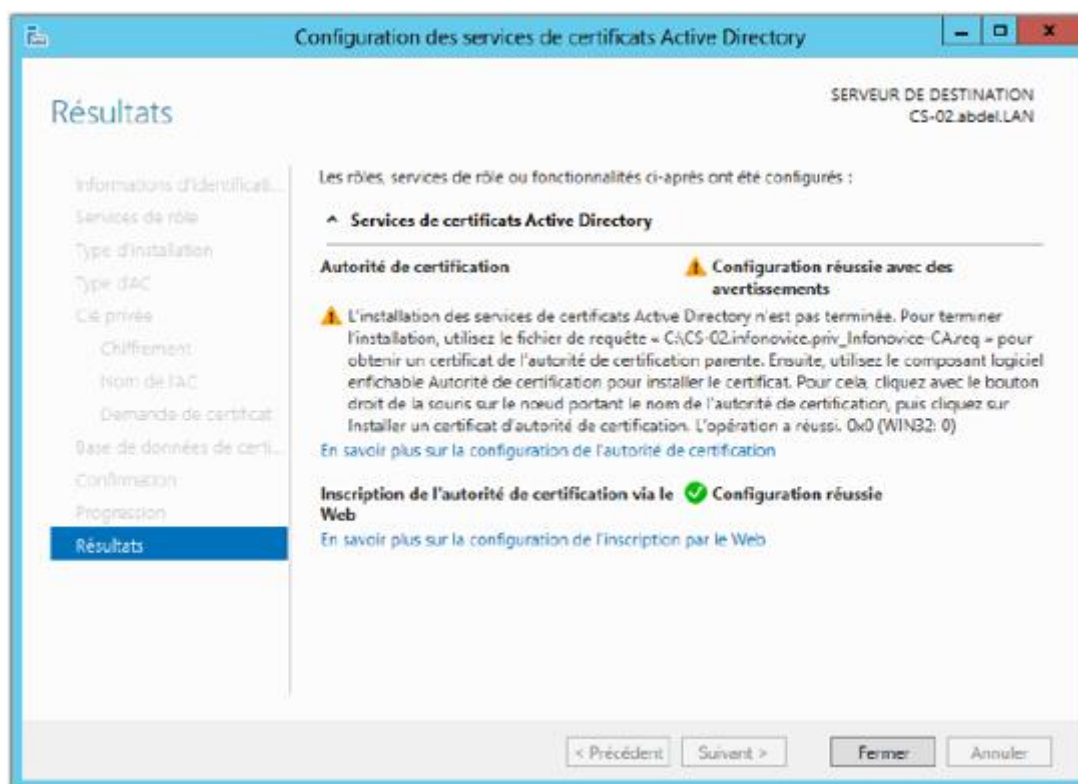 Configuration des services de certificats Active Directory
Résultats
SERVEUR DE DESTINATION
CS-02.abdel.LAN
Informations d'identificati...
Services de rôle
Type d'installation
Type d'AC
Clé privée
Chiffrement
Nom de l'AC
Demande de certificat
Base de données de certi...
Confirmation
Progression
Résultats
Les rôles, services de rôle ou fonctionnalités ci-après ont été configurés :
Services de certificats Active Directory
Autorité de certification
Configuration réussie avec des
avertissements
L'installation des services de certificats Active Directory n'est pas terminée. Pour terminer
l'installation, utilisez le fichier de requête « C:\CS-02.infonovice.priv_Infonovice-CA.req » pour
obtenir un certificat de l'autorité de certification parente. Ensuite, utilisez le composant logiciel
enfichable Autorité de certification pour installer le certificat. Pour cela, cliquez avec le bouton
droit de la souris sur le nœud portant le nom de l'autorité de certification, puis cliquez sur
Installer un certificat d'autorité de certification. L'opération a réussi. 0x0 (WIN32: 0)
En savoir plus sur la configuration de l'autorité de certification
Inscription de l'autorité de certification via le
Web
Configuration réussie
En savoir plus sur la configuration de l'inscription par le Web
< Précédent
Suivant >
Fermer
Annuler